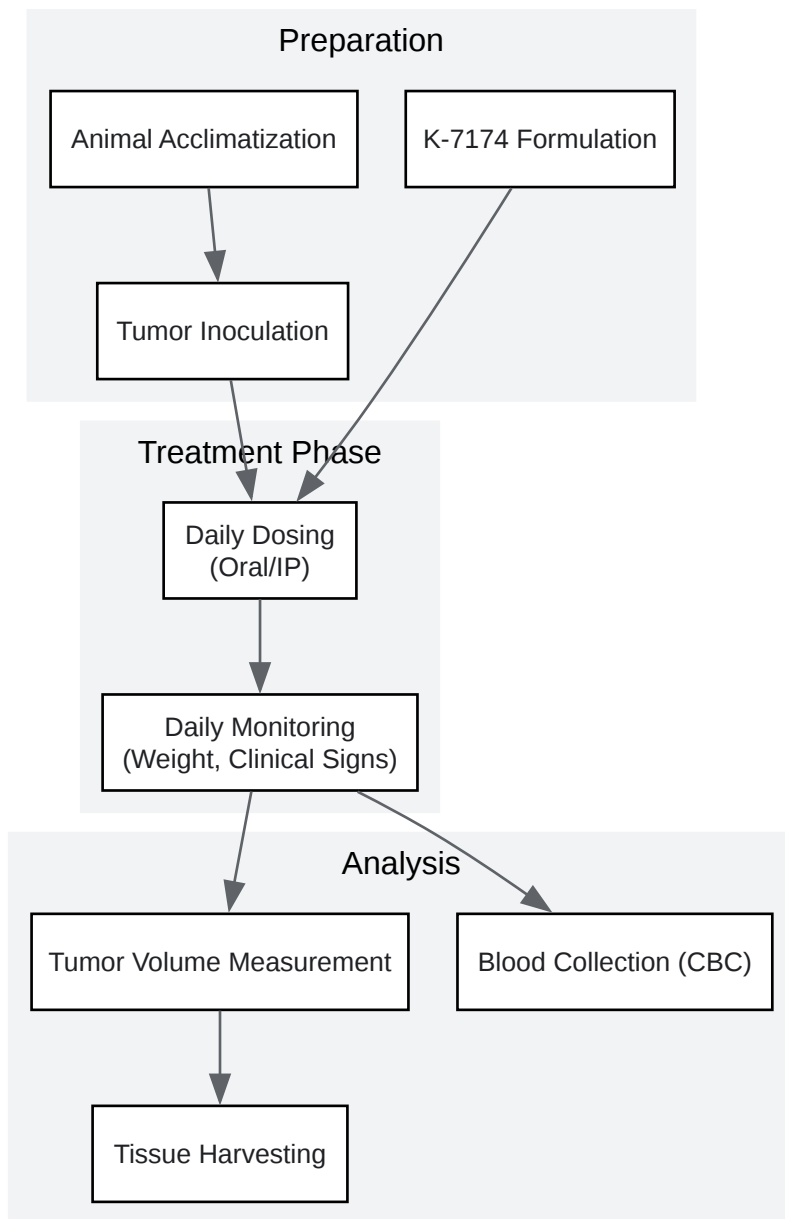 Preparation
Animal Acclimatization
K-7174 Formulation
Tumor Inoculation
Treatment Phase
Daily Dosing
(Oral/IP)
Daily Monitoring
(Weight, Clinical Signs)
Analysis
Tumor Volume Measurement
Blood Collection (CBC)
Tissue Harvesting